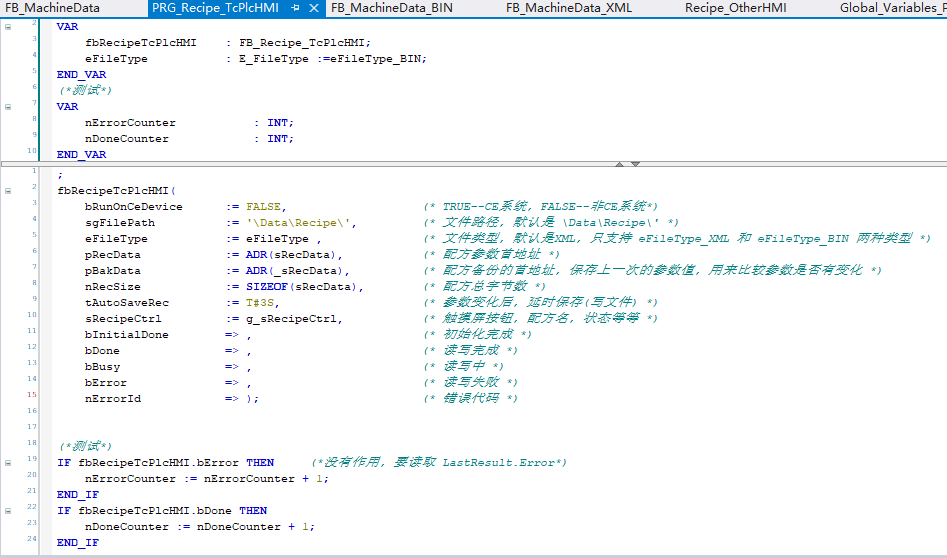 FB_MachineData PRG_Recipe_TcPlcHMI FB_MachineData_BIN FB_MachineData_XML Recipe_OtherHMI Global_Variables_
2 VAR
3 fbRecipeTcPlcHMI : FB_Recipe_TcPlcHMI;
4 eFileType : E_FileType :=eFileType_BIN;
5 END_VAR
6 (*测试*)
7 VAR
8 nErrorCounter : INT;
9 nDoneCounter : INT;
10 END_VAR
1 ;
2 fbRecipeTcPlcHMI(
3 bRunOnCeDevice := FALSE, (* TRUE--CE系统, FALSE--非CE系统*)
4 sgFilePath := '\Data\Recipe\', (* 文件路径, 默认是 \Data\Recipe\' *)
5 eFileType := eFileType , (* 文件类型, 默认是XML, 只支持 eFileType_XML 和 eFileType_BIN 两种类型 *)
6 pRecData := ADR(sRecData), (* 配方参数首地址 *)
7 pBakData := ADR(_sRecData), (* 配方备份的首地址, 保存上一次的参数值, 用来比较参数是否有变化 *)
8 nRecSize := SIZEOF(sRecData), (* 配方总字节数 *)
9 tAutoSaveRec := T#3S, (* 参数变化后, 延时保存(写文件) *)
10 sRecipeCtrl := g_sRecipeCtrl, (* 触摸屏按钮, 配方名, 状态等等 *)
11 bInitialDone => , (* 初始化完成 *)
12 bDone => , (* 读写完成 *)
13 bBusy => , (* 读写中 *)
14 bError => , (* 读写失败 *)
15 nErrorId => ); (* 错误代码 *)
16
17
18 (*测试*)
19 IF fbRecipeTcPlcHMI.bError THEN (*没有作用, 要读取 LastResult.Error*)
20 nErrorCounter := nErrorCounter + 1;
21 END_IF
22 IF fbRecipeTcPlcHMI.bDone THEN
23 nDoneCounter := nDoneCounter + 1;
24 END_IF